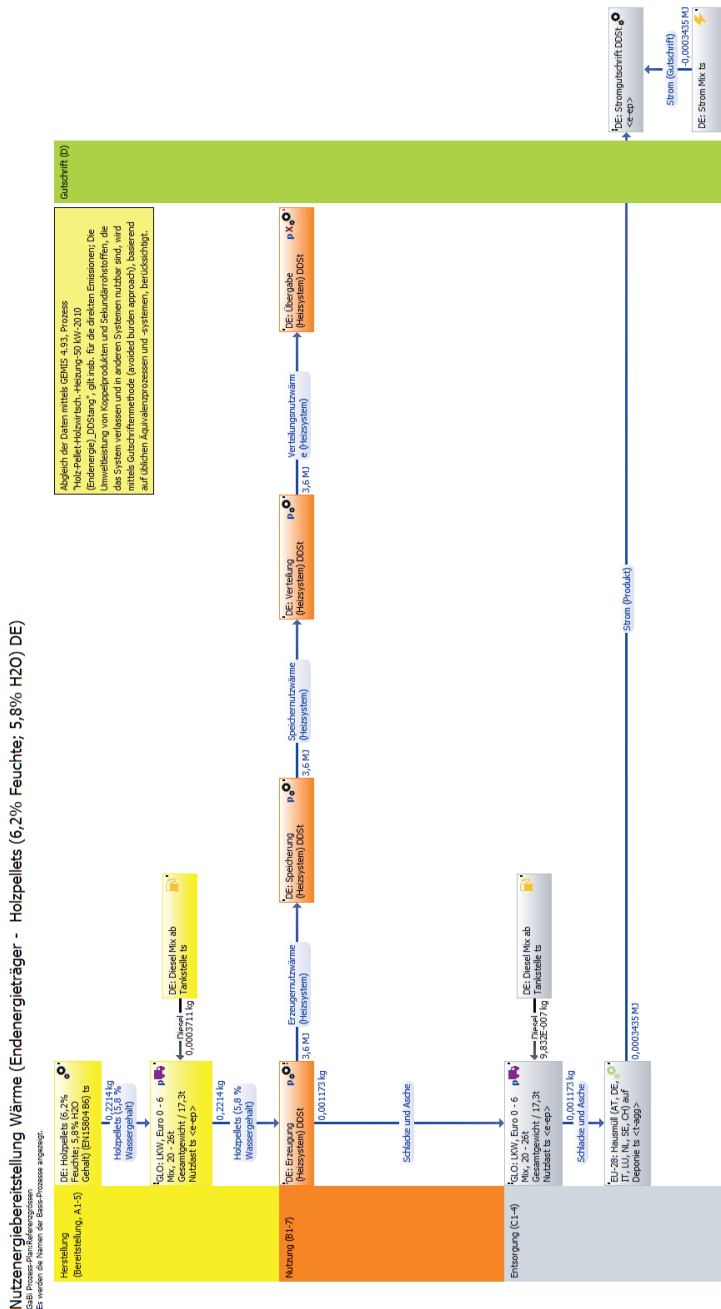 Nutzenergiebereitstellung Wärme (Endenergieträger - Holzpellets (6,2% Feuchte; 5,8% H2O) DE)
GaBi Prozess-Plan:Referenzgrössen
Es werden die Namen der Basis-Prozesse angezeigt.
Herstellung
(Bereitstellung, A1-5)
DE: Holzpellets (6,2%
Feuchte; 5,8% H2O
Gehalt) (EN15804 B6) ts
0,2214 kg
Holzpellets (5,8 %
Wassergehalt)
GLO: LKW, Euro 0 - 6
Mix, 20 - 26t
Gesamtgewicht / 17,3t
Nutzlast ts <e-ep>
p
Diesel
0,0003711 kg
DE: Diesel Mix ab
Tankstelle ts
0,2214 kg
Holzpellets (5,8 %
Wassergehalt)
Abgleich der Daten mittels GEMIS 4.93, Prozess
"Holz-Pellet-Holzwirtsch.-Heizung-50 kW-2010
(Endenergie)_DDStang", gilt insb. für die direkten Emissionen; Die
Umweltleistung von Koppelprodukten und Sekundärrohstoffen, die
das System verlassen und in anderen Systemen nutzbar sind, wird
mittels Gutschriftenmethode (avoided burden approach), basierend
auf üblichen Äquivalenzprozessen und -systemen, berücksichtigt.
Nutzung (B1-7)
DE: Erzeugung
(Heizsystem) DDSt
p
3,6 MJ
Erzeugernutzwärme
(Heizsystem)
DE: Speicherung
(Heizsystem) DDSt
p
3,6 MJ
Speichernutzwärme
(Heizsystem)
DE: Verteilung
(Heizsystem) DDSt
p
3,6 MJ
Verteilungsnutzwärm
e (Heizsystem)
DE: Übergabe
(Heizsystem) DDSt
p X
0,001173 kg
Schlacke und Asche
Entsorgung (C1-4)
GLO: LKW, Euro 0 - 6
Mix, 20 - 26t
Gesamtgewicht / 17,3t
Nutzlast ts <e-ep>
p
Diesel
9,832E-007 kg
DE: Diesel Mix ab
Tankstelle ts
0,001173 kg
Schlacke und Asche
EU-28: Hausmüll (AT, DE,
IT, LU, NL, SE, CH) auf
Deponie ts <t-agg>
0,0003435 MJ
Strom (Produkt)
Gutschrift (D)
DE: Stromgutschrift DDSt
<e-ep>
Strom (Gutschrift)
-0,0003435 MJ
DE: Strom Mix ts